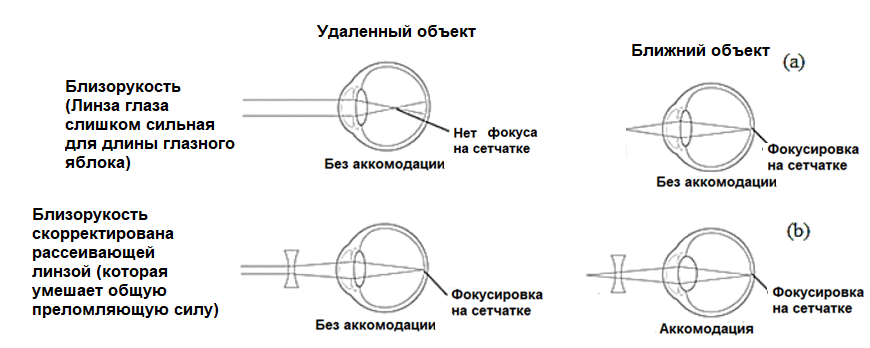 Удаленный объект
Ближний объект
(a)
Близорукость
(Линза глаза
слишком сильная
для длины глазного
яблока)
Нет фокуса
на сетчатке
Без аккомодации
Фокусировка
на сетчатке
Без аккомодации
Близорукость
скорректирована
рассеивающей
линзой (которая
умешает общую
преломляющую силу)
(b)
Фокусировка
на сетчатке
Без аккомодации
Фокусировка
на сетчатке
Аккомодация